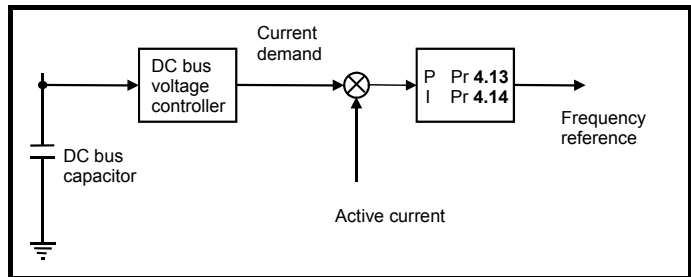 Current
demand
DC bus
voltage
controller
P Pr 4.13
I Pr 4.14
Frequency
reference
DC bus
capacitor
Active current